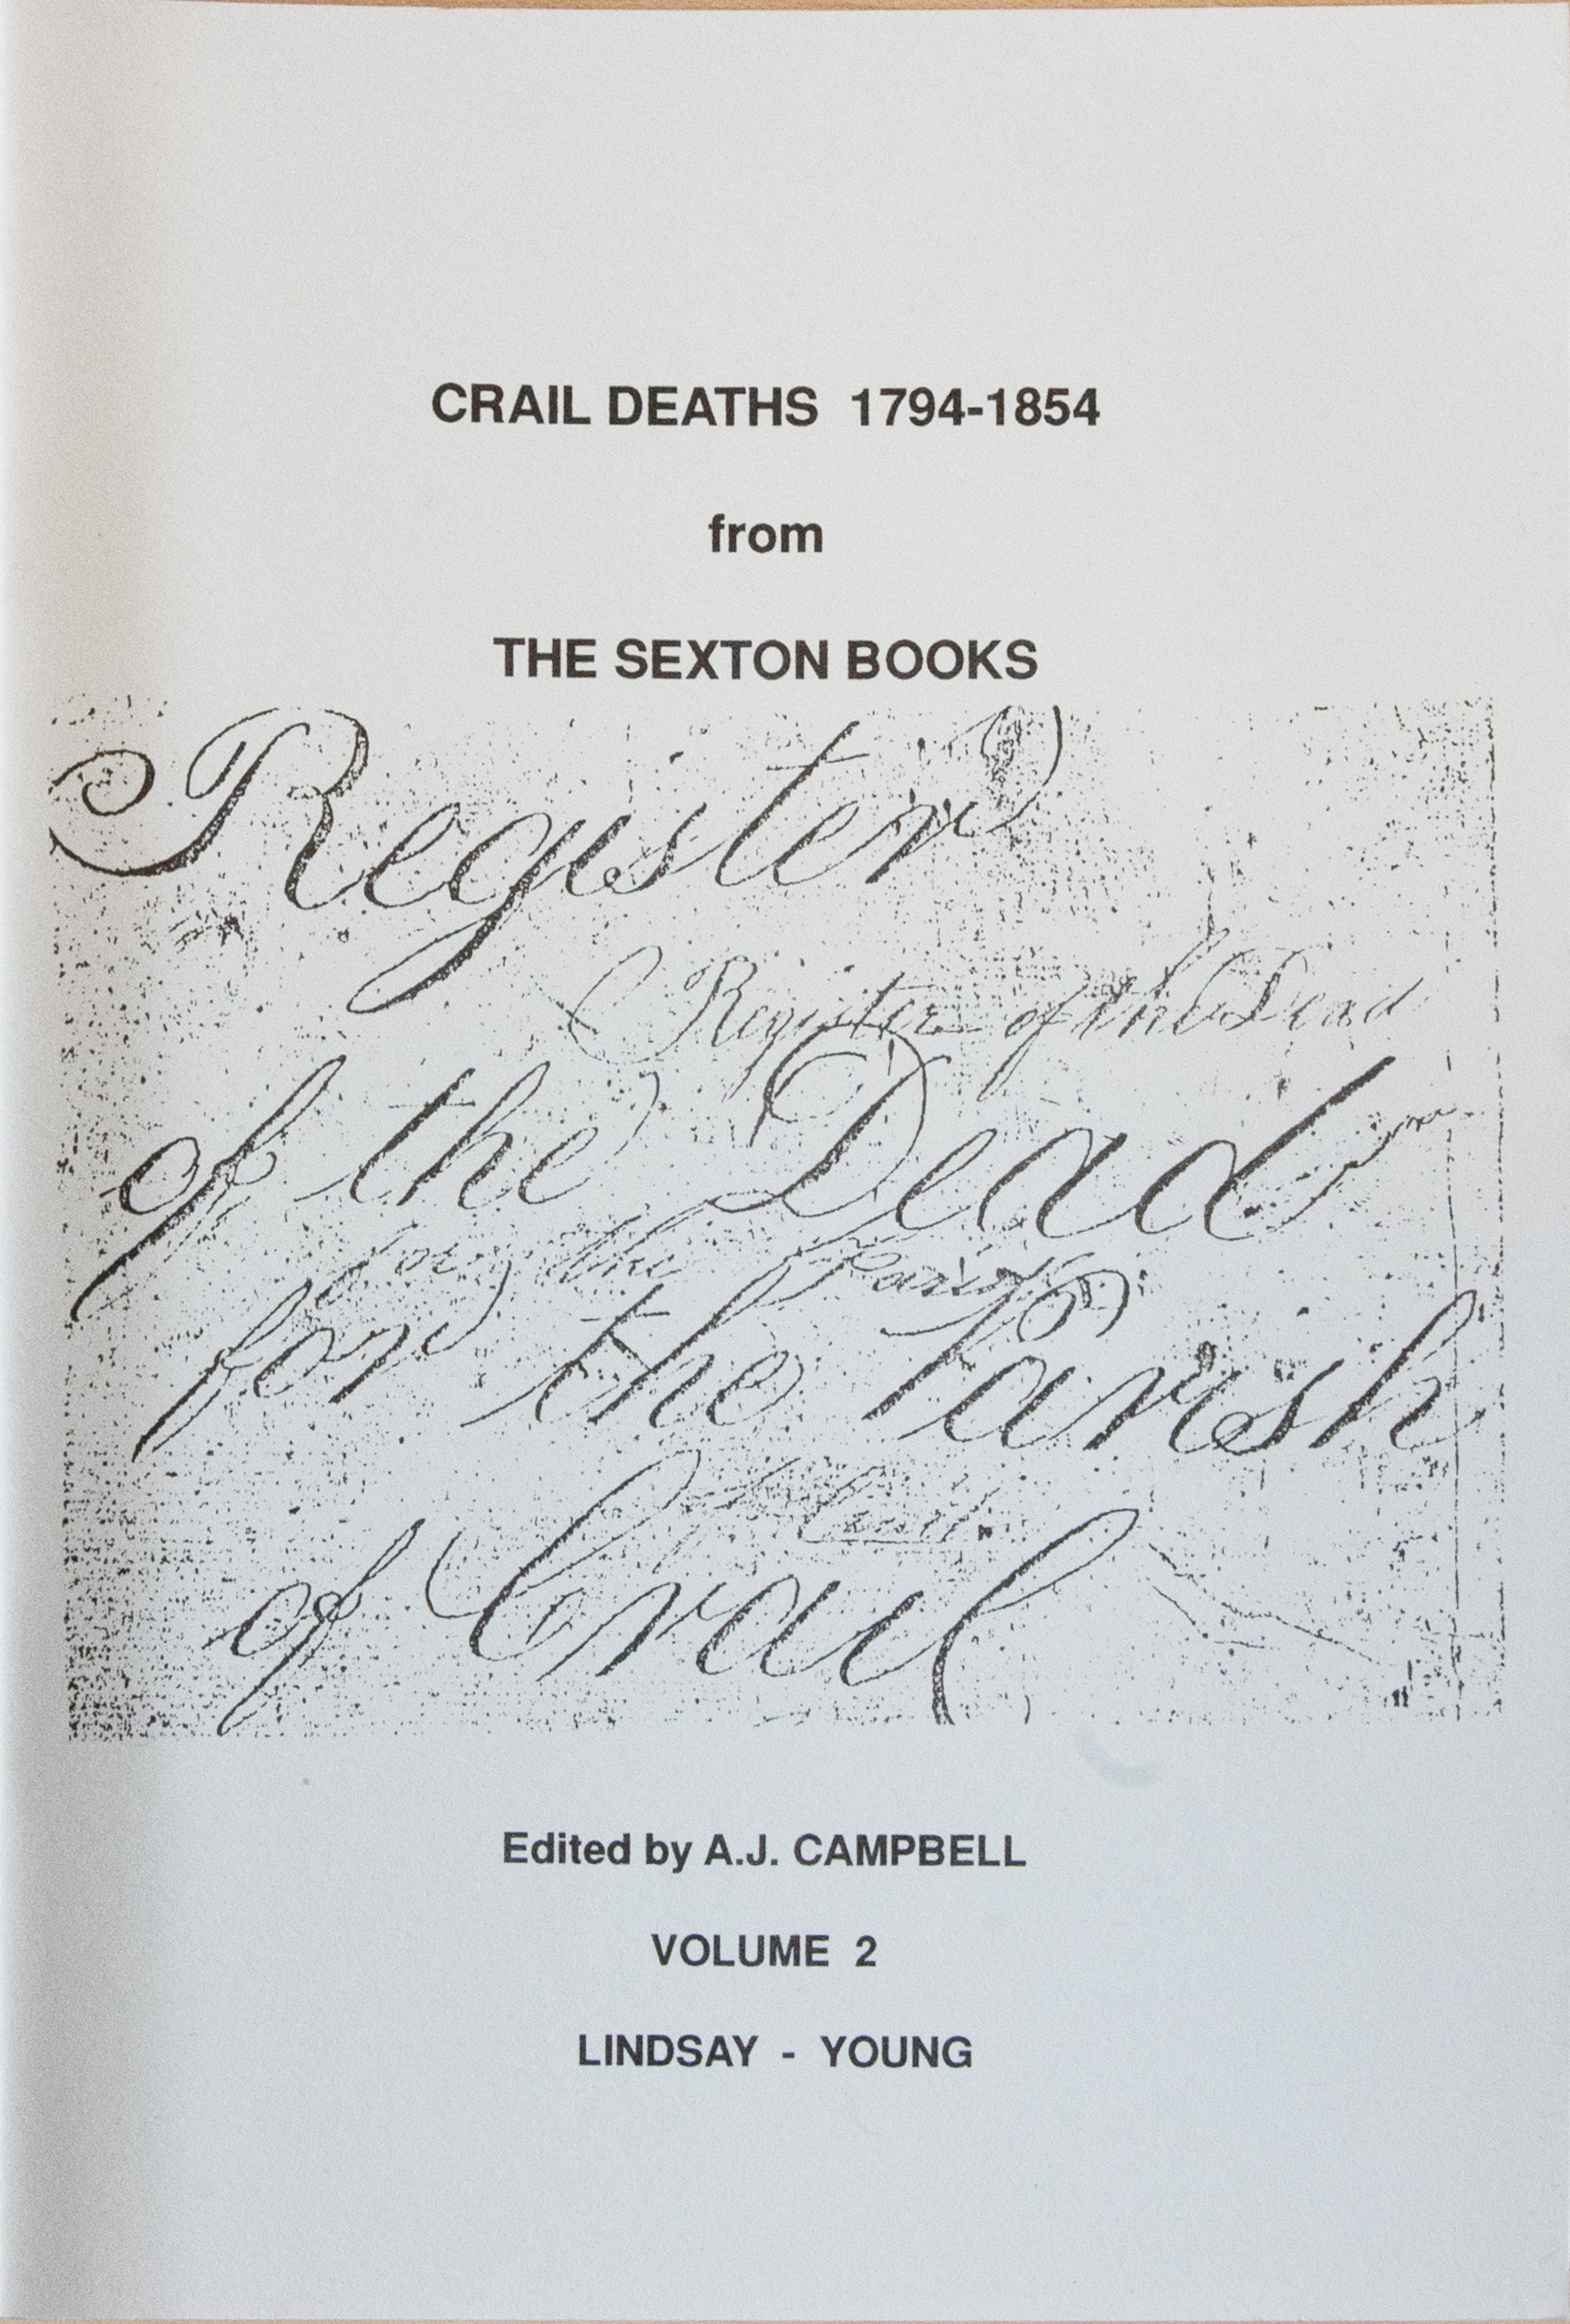 CRAIL DEATHS 1794-1854
from
THE SEXTON BOOKS
Register
Register of the Dead
of the Dead
for the Parish
for the Parish
of Crail
Edited by A.J. CAMPBELL
VOLUME 2
LINDSAY - YOUNG